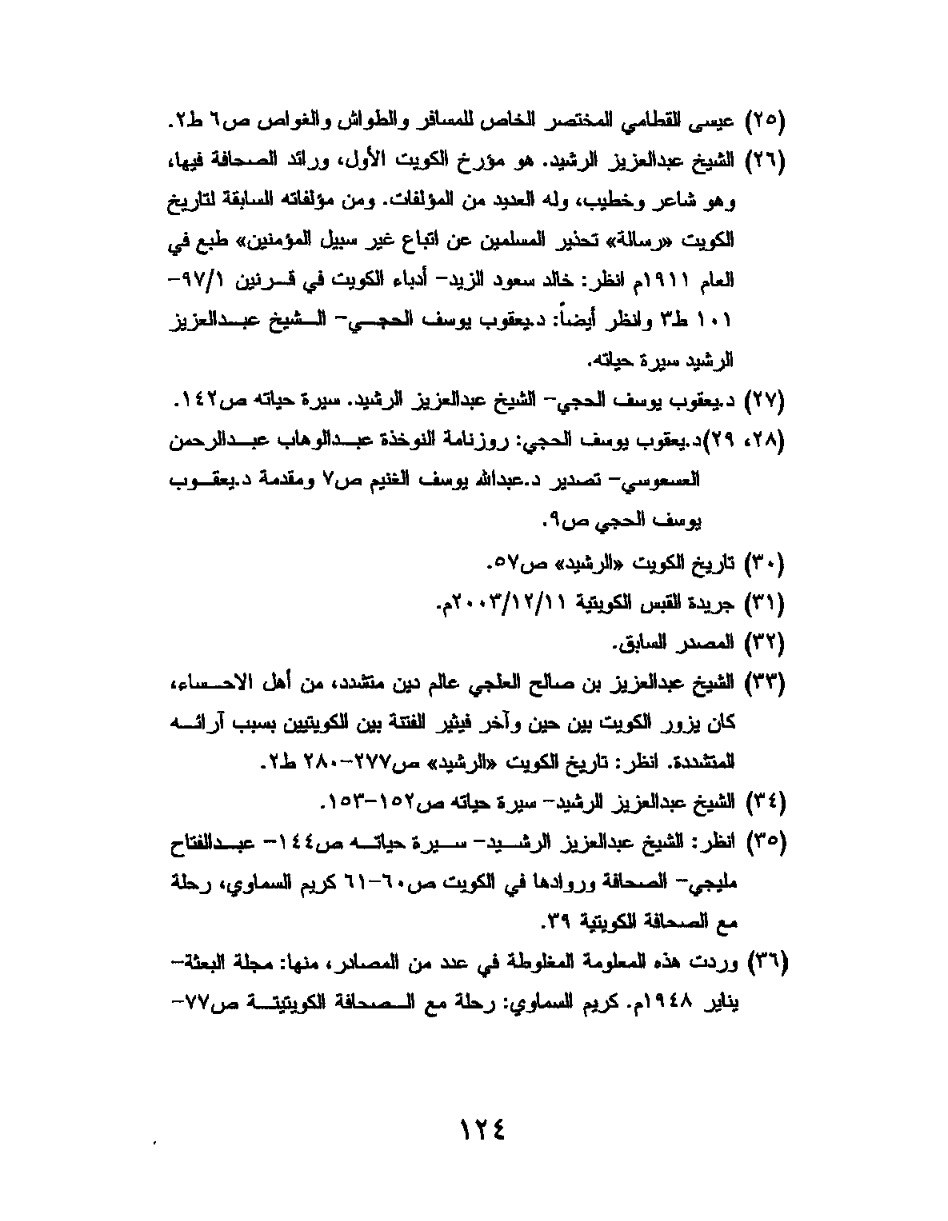 (٢٥) عيسى القطامي المختصر الخاص للمسافر والطواش والغواص ص٦ ط٢.
(٢٦) الشيخ عبدالعزيز الرشيد. هو مؤرخ الكويت الأول، ورائد الصحافة فيها،
وهو شاعر وخطيب، وله العديد من المؤلفات. ومن مؤلفاته السابقة لتاريخ
الكويت «رسالة» تحذير المسلمين عن اتباع غير سبيل المؤمنين» طبع في
العام ١٩١١م انظر: خالد سعود الزيد- أدباء الكويت في قرنين ٩٧/١-
١٠١ ط٣ وانظر أيضاً: د.يعقوب يوسف الحجي- الشيخ عبدالعزيز
الرشيد سيرة حياته.
(٢٧) د.يعقوب يوسف الحجي- الشيخ عبدالعزيز الرشيد. سيرة حياته ص١٤٢.
(٢٨، ٢٩)د.يعقوب يوسف الحجي: روزنامة النوخذة عبدالوهاب عبدالرحمن
العسعوسي- تصدير د.عبدالله يوسف الغنيم ص٧ ومقدمة د.يعقوب
يوسف الحجي ص٩.
(٣٠) تاريخ الكويت «الرشيد» ص٥٧.
(٣١) جريدة القبس الكويتية ٢٠٠٣/١٢/١١م.
(٣٢) المصدر السابق.
(٣٣) الشيخ عبدالعزيز بن صالح العلجي عالم دين متشدد، من أهل الاحساء،
كان يزور الكويت بين حين وآخر فيثير الفتنة بين الكويتيين بسبب آرائه
المتشددة. انظر: تاريخ الكويت «الرشيد» ص٢٧٧-٢٨٠ ط٢.
(٣٤) الشيخ عبدالعزيز الرشيد- سيرة حياته ص١٥٢-١٥٣.
(٣٥) انظر: الشيخ عبدالعزيز الرشيد- سيرة حياته ص١٤٤- عبدالفتاح
مليجي- الصحافة وروادها في الكويت ص٦٠-٦١ كريم السماوي، رحلة
مع الصحافة الكويتية ٣٩.
(٣٦) وردت هذه المعلومة المغلوطة في عدد من المصادر، منها: مجلة البعثة-
يناير ١٩٤٨م. كريم السماوي: رحلة مع الصحافة الكويتيتة ص٧٧-
١٢٤